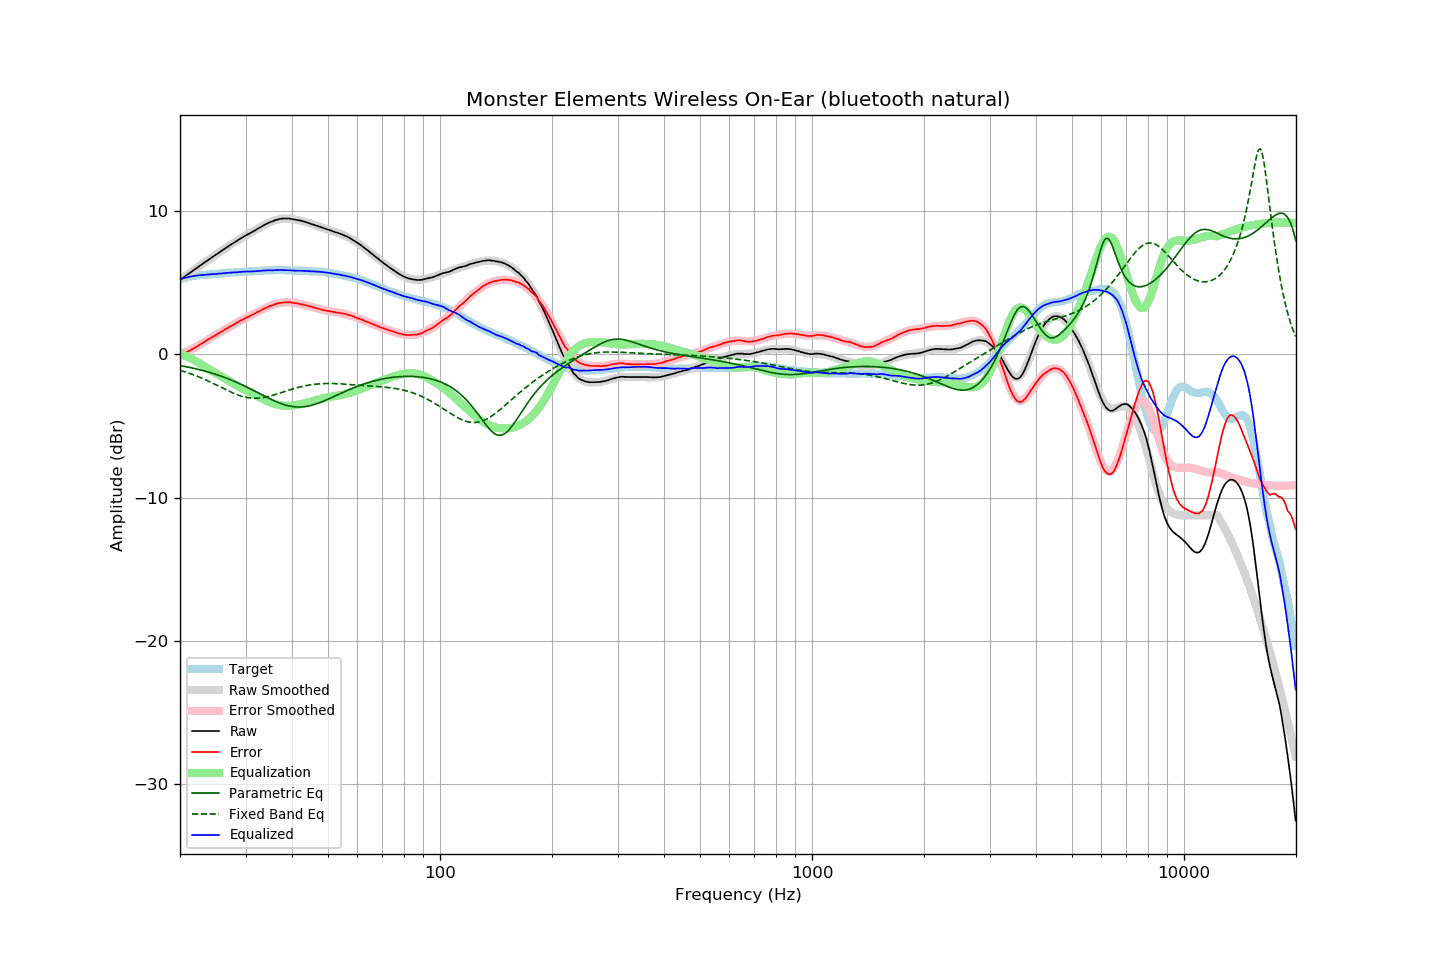 Monster Elements Wireless On-Ear (bluetooth natural)
10
0
−10
−20
−30
Amplitude (dBr)
Target
Raw Smoothed
Error Smoothed
Raw
Error
Equalization
Parametric Eq
Fixed Band Eq
Equalized
100
1000
10000
Frequency (Hz)